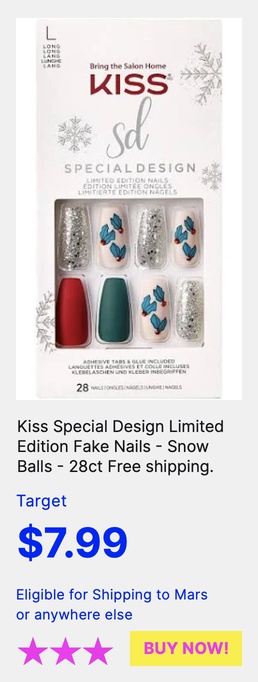 L
LONG
LONG
LANG
LUNGHE
LANG
Bring the Salon Home
KISS®
sd
SPECIAL DESIGN
LIMITED EDITION NAILS
EDITION LIMITÉE ONGLES
LIMITIERTE EDITION NAGELS
ADHESIVE TABS & GLUE INCLUDED
LANGUETTES ADHÉSIVES ET COLLE INCLUSES
KLEBELASCHEN UND KLEBER INBEGRIFFEN
28 NAILS | ONGLES | NÄGEL | UNGHIE | NAGELS
Kiss Special Design Limited
Edition Fake Nails - Snow
Balls - 28ct Free shipping.
Target
$7.99
Eligible for Shipping to Mars
or anywhere else
BUY NOW!